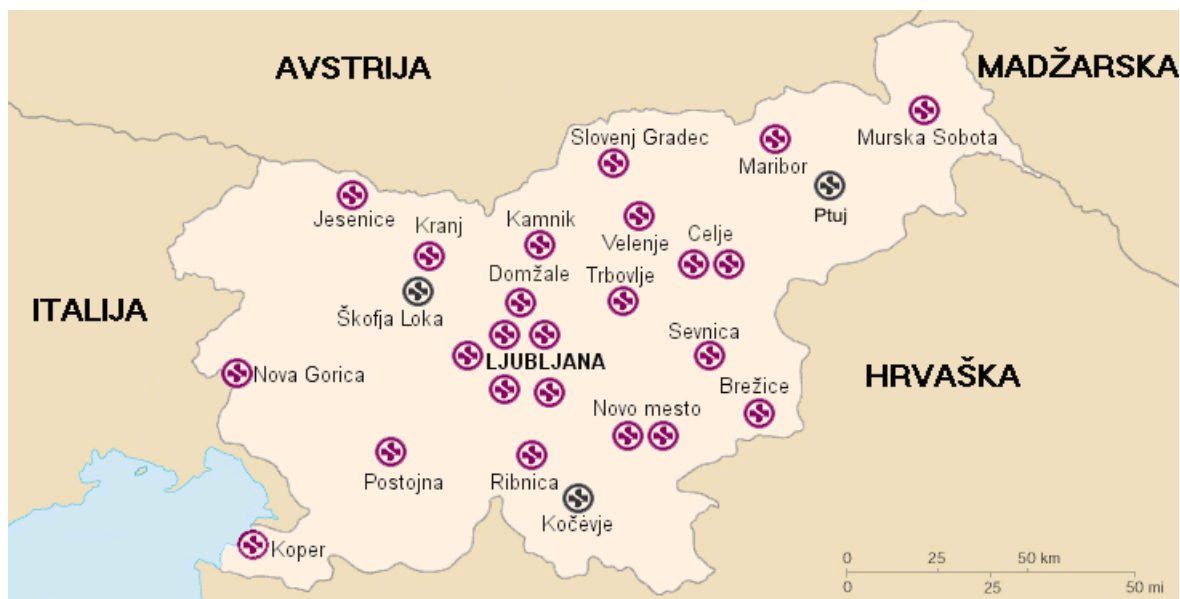 AVSTRIJA
MADŽARSKA
Slovenj Gradec
Maribor
Murska Sobota
Ptuj
Jesenice
Kranj
Kamnik
Velenje
Celje
Domžale
Trbovlje
ITALIJA
Škofja Loka
Sevnica
LJUBLJANA
Nova Gorica
HRVAŠKA
Brežice
Novo mesto
Postojna
Ribnica
Kočevje
Koper
0 25 50 km
0 25 50 mi